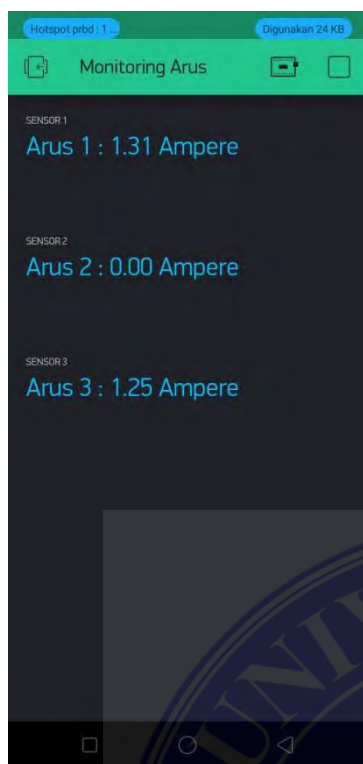 Hotspot prbd : 1 ...
Digunakan 24 KB
Monitoring Arus
SENSOR 1
Arus 1 : 1.31 Ampere
SENSOR 2
Arus 2 : 0.00 Ampere
SENSOR 3
Arus 3 : 1.25 Ampere
UNI